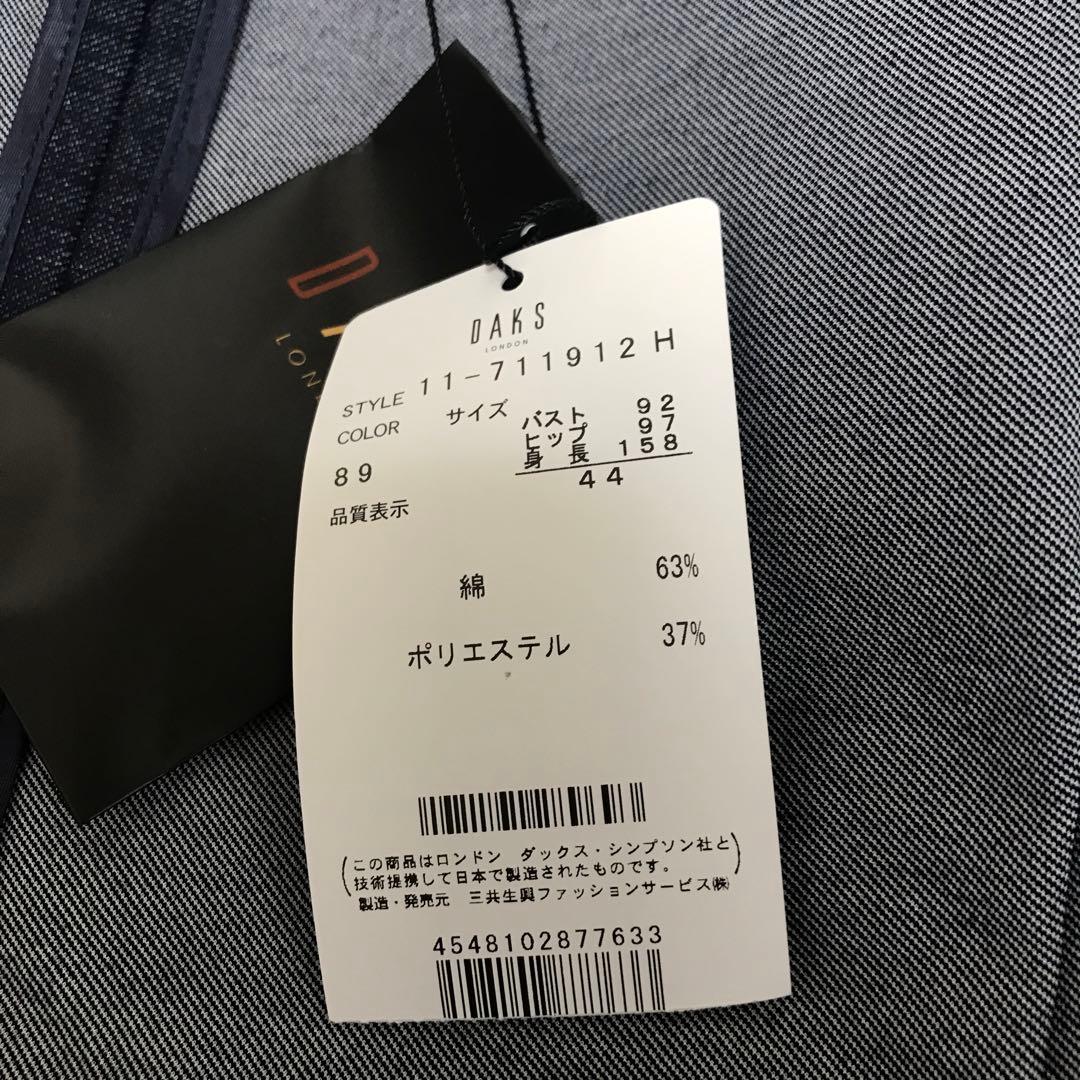 DAKS
LONDON
STYLE 11-711912 H
COLOR サイズ バスト 92
ヒップ 97
身長 158
89 44
品質表示
綿 63%
ポリエステル 37%
(この商品はロンドン ダックス・シンプソン社と
技術提携して日本で製造されたものです。)
製造・発売元 三共生興ファッションサービス㈱
4548102877633
D
LON